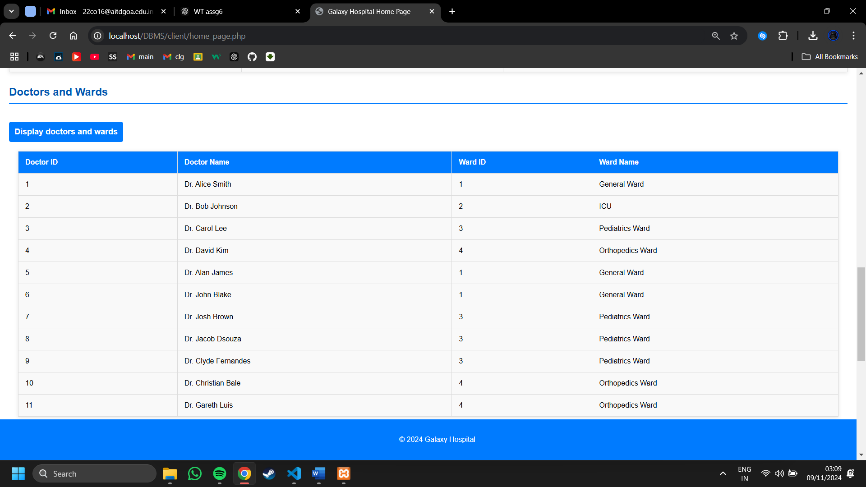 Inbox - 22co16@aitdgoa.edu.in
WT assg6
Galaxy Hospital Home Page
localhost/DBMS/client/home_page.php
SS
main
clg
All Bookmarks
Doctors and Wards
Display doctors and wards
Doctor ID Doctor Name Ward ID Ward Name
1 Dr. Alice Smith 1 General Ward
2 Dr. Bob Johnson 2 ICU
3 Dr. Carol Lee 3 Pediatrics Ward
4 Dr. David Kim 4 Orthopedics Ward
5 Dr. Alan James 1 General Ward
6 Dr. John Blake 1 General Ward
7 Dr. Josh Brown 3 Pediatrics Ward
8 Dr. Jacob Dsouza 3 Pediatrics Ward
9 Dr. Clyde Fernandes 3 Pediatrics Ward
10 Dr. Christian Bale 4 Orthopedics Ward
11 Dr. Gareth Luis 4 Orthopedics Ward
© 2024 Galaxy Hospital
Search
ENG
IN
03:09
09/11/2024